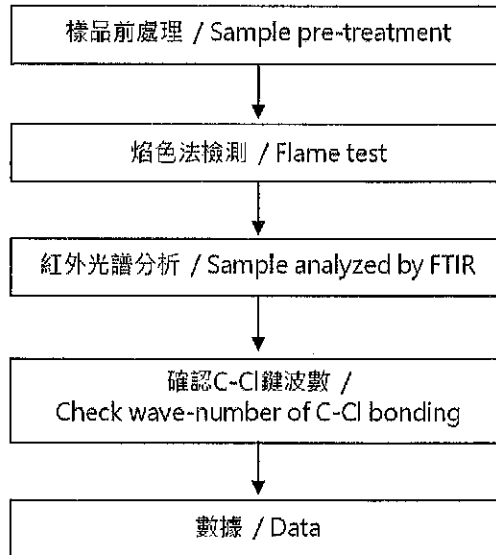 樣品前處理 / Sample pre-treatment
焰色法檢測 / Flame test
紅外光譜分析 / Sample analyzed by FTIR
確認C-Cl鍵波數 /
Check wave-number of C-Cl bonding
數據 / Data